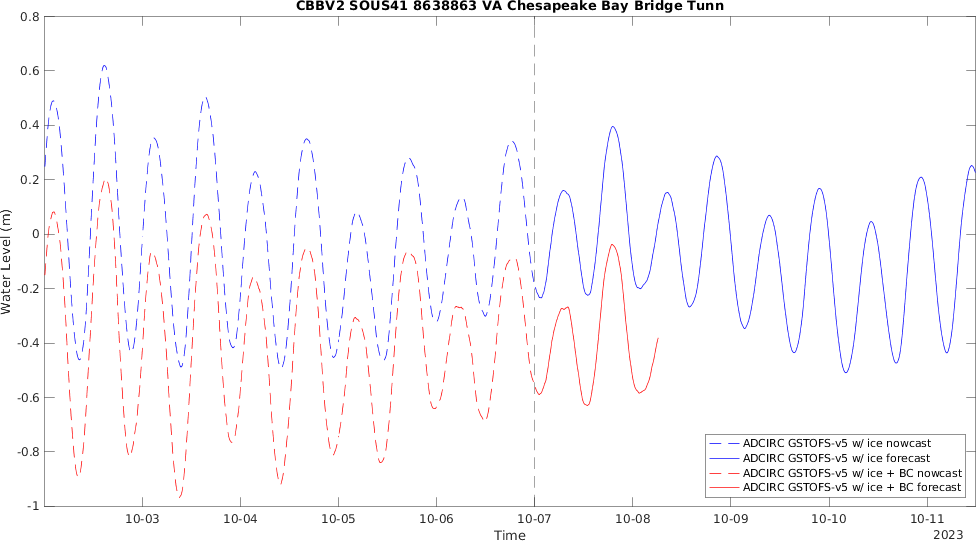 CBBV2 SOUS41 8638863 VA Chesapeake Bay Bridge Tunn
0.8
0.6
0.4
0.2
0
-0.2
-0.4
-0.6
-0.8
-1
Water Level (m)
ADCIRC GSTOFS-v5 w/ ice nowcast
ADCIRC GSTOFS-v5 w/ ice forecast
ADCIRC GSTOFS-v5 w/ ice + BC nowcast
ADCIRC GSTOFS-v5 w/ ice + BC forecast
10-03 10-04 10-05 10-06 10-07 10-08 10-09 10-10 10-11
Time
2023